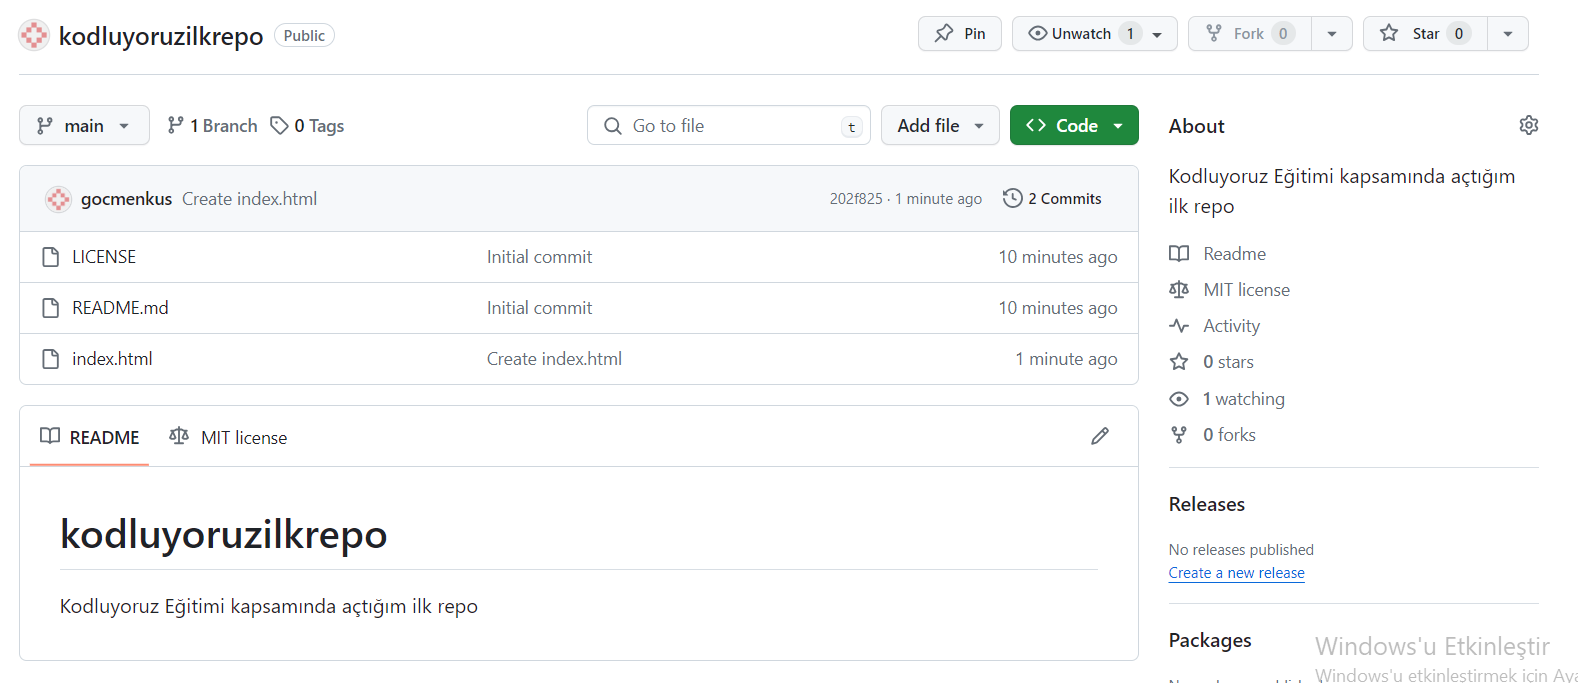 kodluyoruzilkrepo Public Pin Unwatch 1 Fork 0 Star 0
main 1 Branch 0 Tags Go to file t Add file Code
gocmenkus Create index.html 202f825 · 1 minute ago 2 Commits
LICENSE Initial commit 10 minutes ago
README.md Initial commit 10 minutes ago
index.html Create index.html 1 minute ago
README MIT license
kodluyoruzilkrepo
Kodluyoruz Eğitimi kapsamında açtığım ilk repo
About
Kodluyoruz Eğitimi kapsamında açtığım
ilk repo
Readme
MIT license
Activity
0 stars
1 watching
0 forks
Releases
No releases published
Create a new release
Packages
Windows'u Etkinleştir
Windows'u etkinleştirmek için